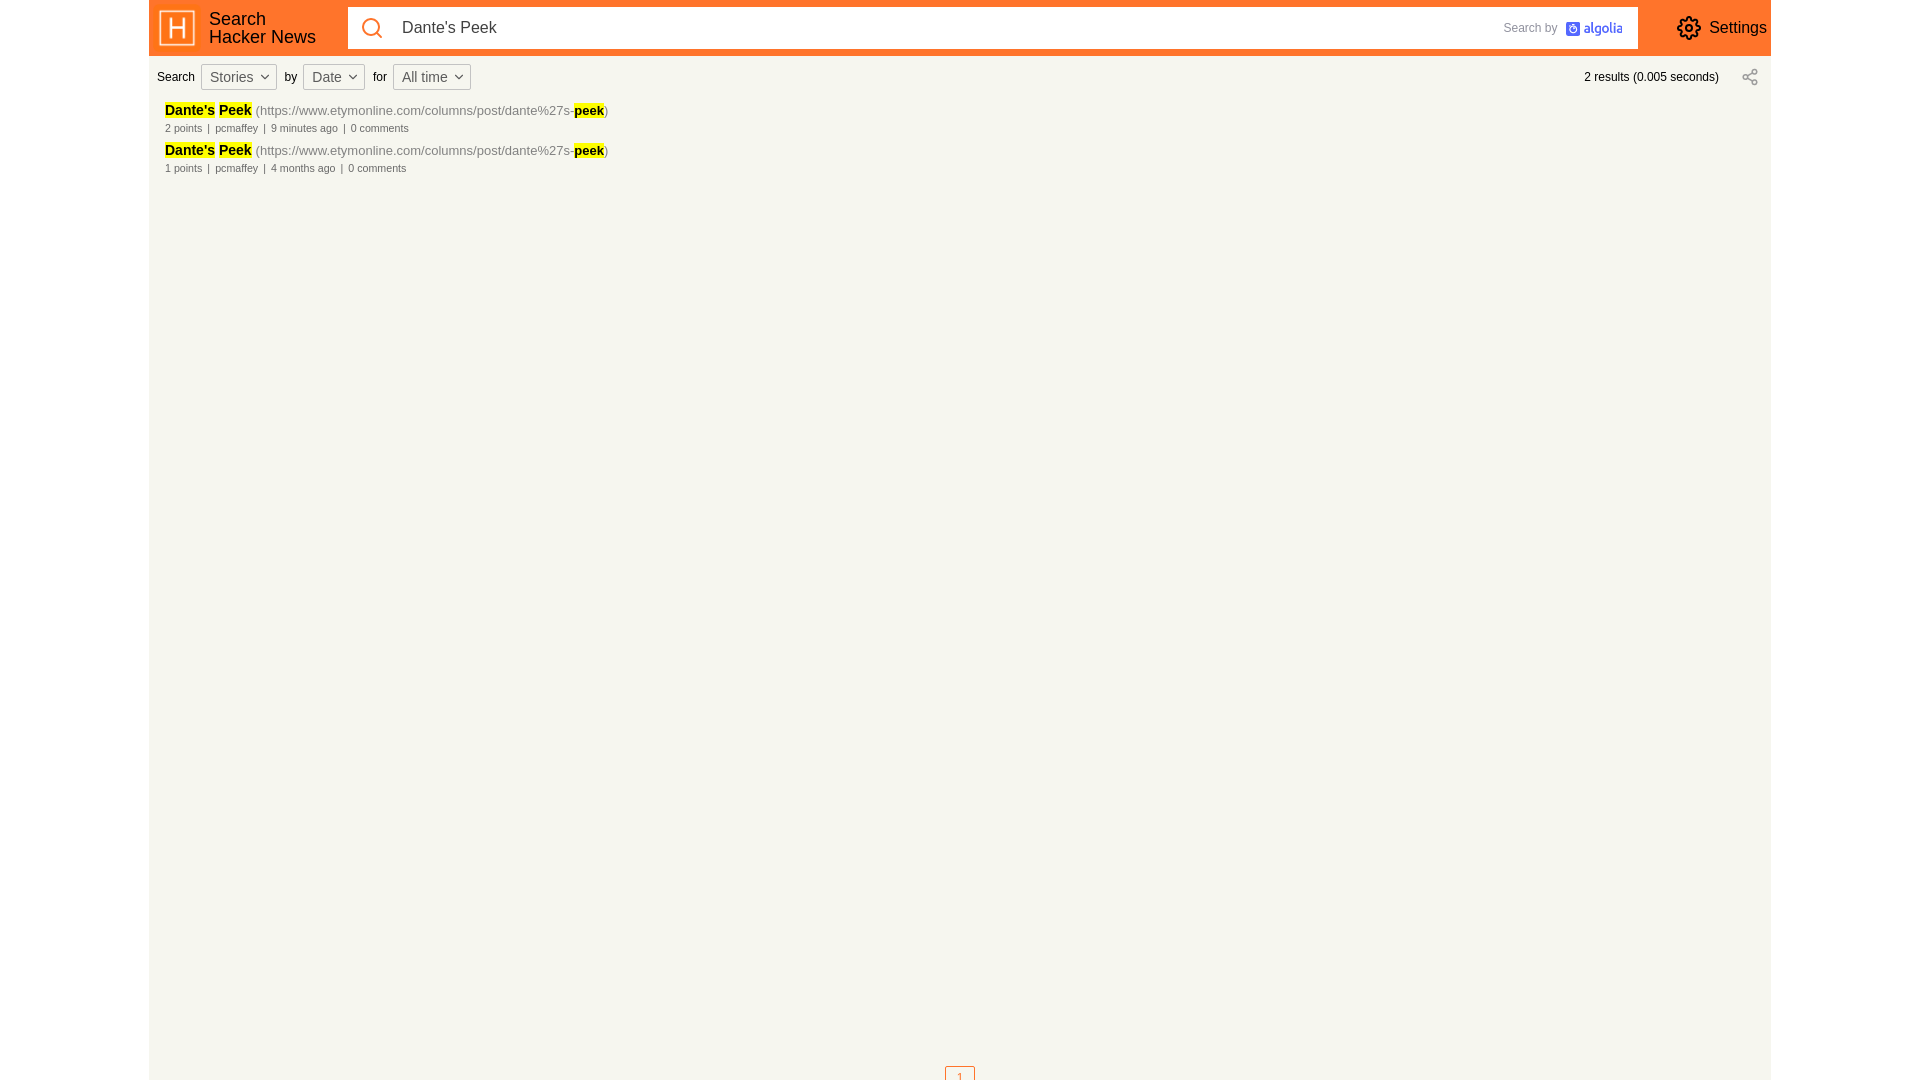 H
Search
Hacker News
Dante's Peek
Search by algolia
Settings
Search Stories by Date for All time
2 results (0.005 seconds)
Dante's Peek (https://www.etymonline.com/columns/post/dante%27s-peek)
2 points | pcmaffey | 9 minutes ago | 0 comments
Dante's Peek (https://www.etymonline.com/columns/post/dante%27s-peek)
1 points | pcmaffey | 4 months ago | 0 comments
1